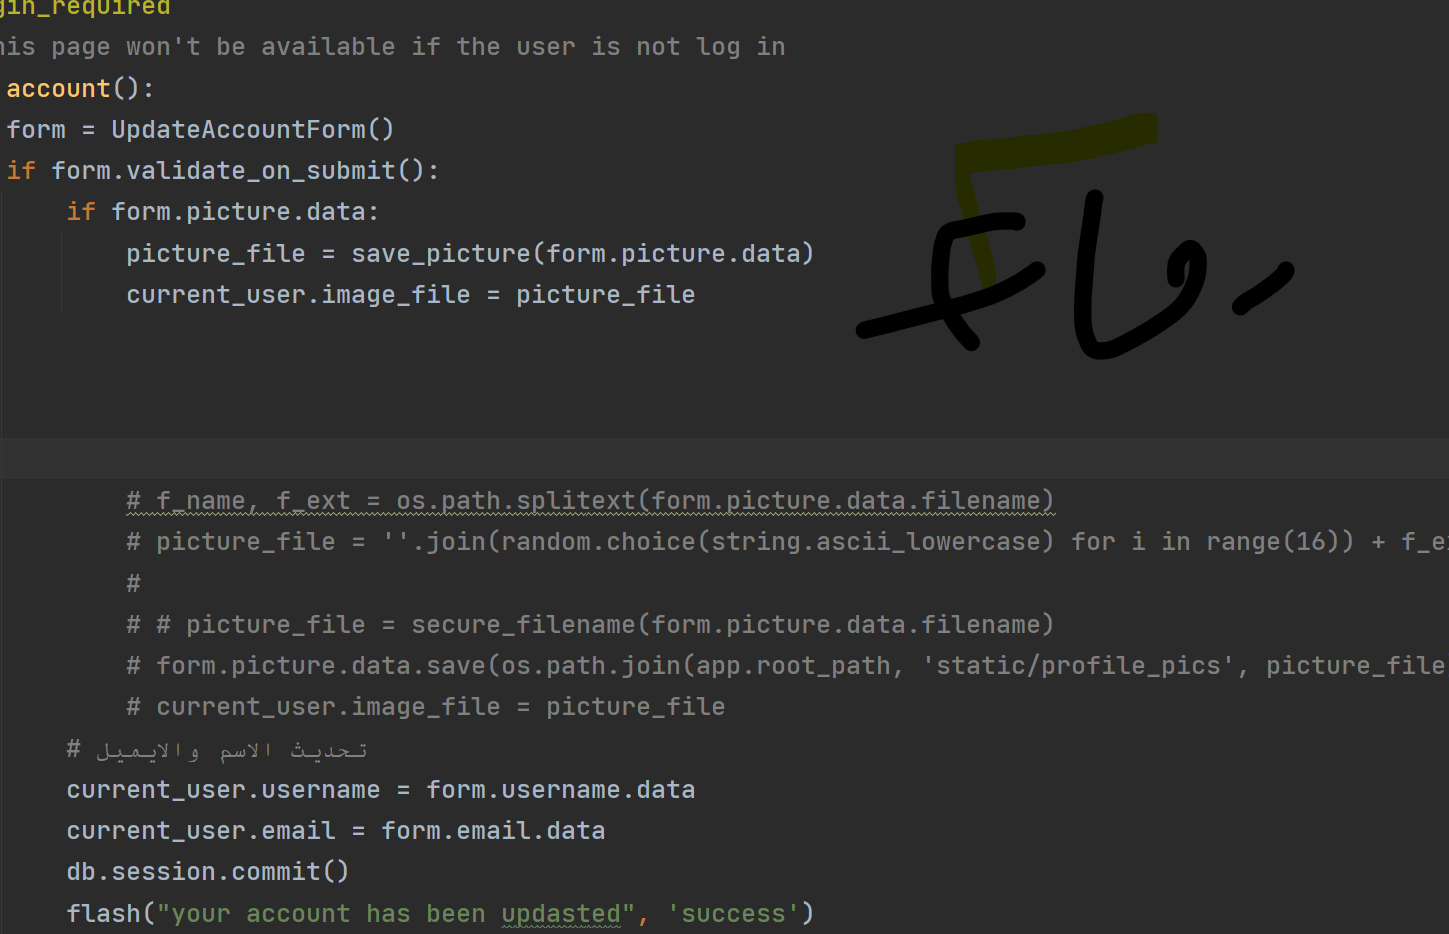 gin_required
his page won't be available if the user is not log in
account():
form = UpdateAccountForm()
if form.validate_on_submit():
if form.picture.data:
picture_file = save_picture(form.picture.data)
current_user.image_file = picture_file
# f_name, f_ext = os.path.splitext(form.picture.data.filename)
# picture_file = ''.join(random.choice(string.ascii_lowercase) for i in range(16)) + f_e
#
# # picture_file = secure_filename(form.picture.data.filename)
# form.picture.data.save(os.path.join(app.root_path, 'static/profile_pics', picture_file
# current_user.image_file = picture_file
# تحديث الاسم والايميل
current_user.username = form.username.data
current_user.email = form.email.data
db.session.commit()
flash("your account has been updasted", 'success')